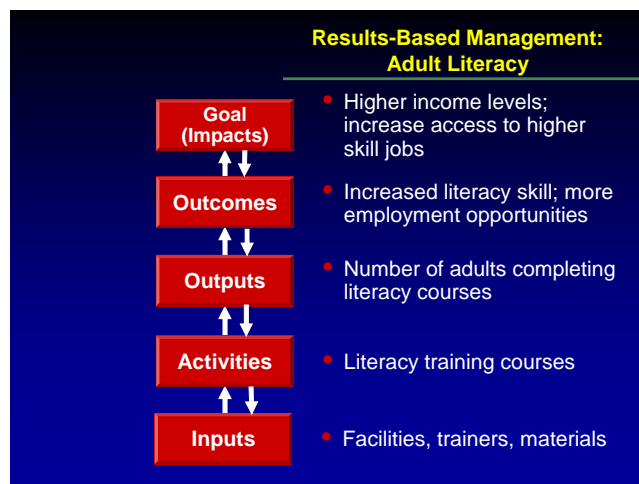 Results-Based Management:
Adult Literacy
Goal
(Impacts)
• Higher income levels;
increase access to higher
skill jobs
Outcomes
• Increased literacy skill; more
employment opportunities
Outputs
• Number of adults completing
literacy courses
Activities
• Literacy training courses
Inputs
• Facilities, trainers, materials